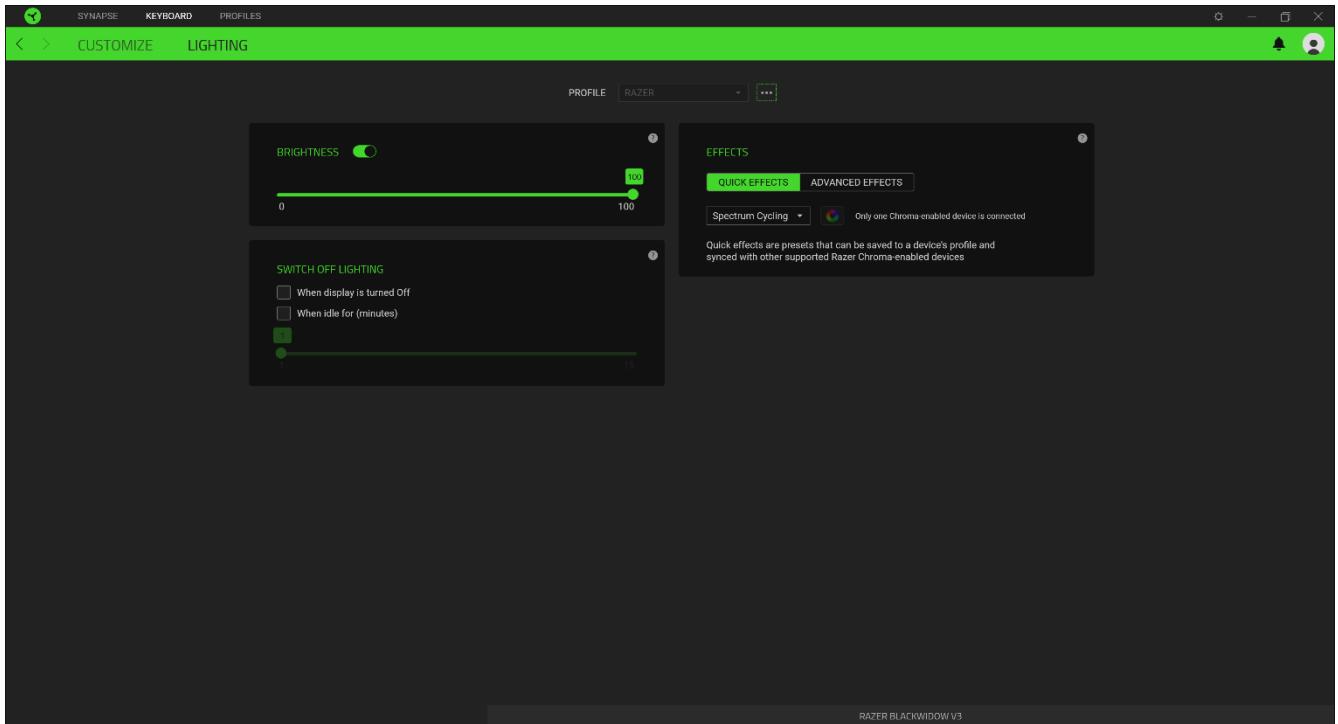 SYNAPSE KEYBOARD PROFILES
CUSTOMIZE LIGHTING
PROFILE RAZER
BRIGHTNESS
100
0 100
SWITCH OFF LIGHTING
When display is turned Off
When idle for (minutes)
1
1 15
EFFECTS
QUICK EFFECTS ADVANCED EFFECTS
Spectrum Cycling Only one Chroma-enabled device is connected
Quick effects are presets that can be saved to a device's profile and
synced with other supported Razer Chroma-enabled devices
RAZER BLACKWIDOW V3